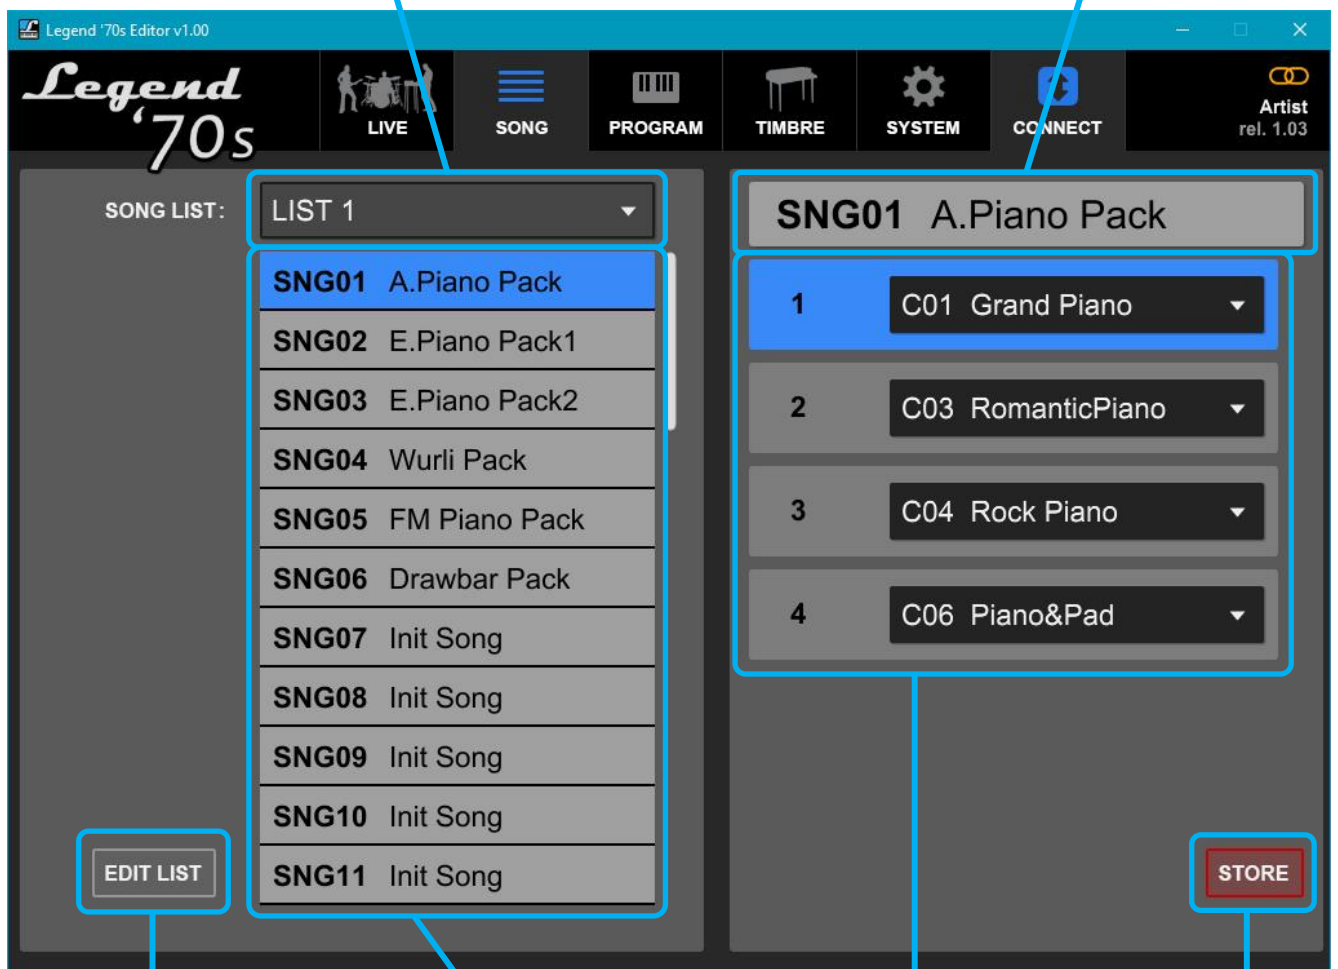 Legend '70s Editor v1.00
Legend
'70s
LIVE
SONG
PROGRAM
TIMBRE
SYSTEM
CONNECT
Artist
rel. 1.03
SONG LIST:
LIST 1
SNG01 A.Piano Pack
SNG02 E.Piano Pack1
SNG03 E.Piano Pack2
SNG04 Wurli Pack
SNG05 FM Piano Pack
SNG06 Drawbar Pack
SNG07 Init Song
SNG08 Init Song
SNG09 Init Song
SNG10 Init Song
SNG11 Init Song
EDIT LIST
SNG01 A.Piano Pack
1 C01 Grand Piano
2 C03 RomanticPiano
3 C04 Rock Piano
4 C06 Piano&Pad
STORE